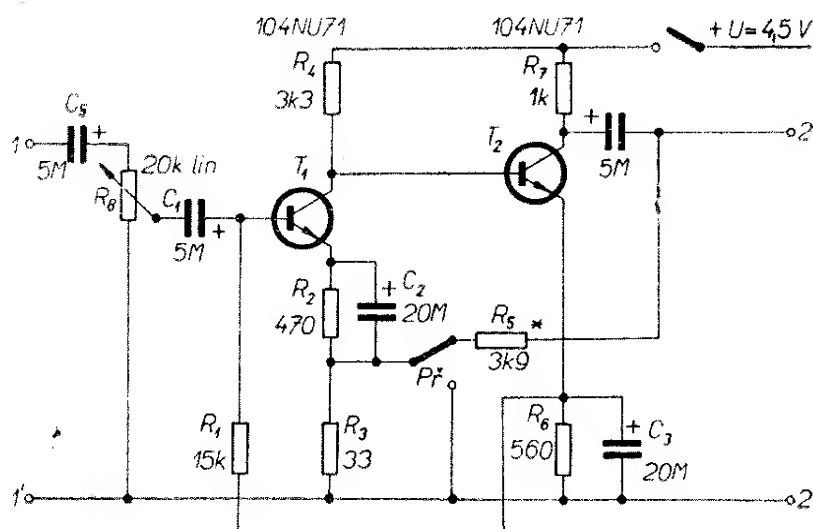 104NU71
104NU71
+ U=4,5 V
R4
3k3
R7
1k
C5
+
5M
1
20k lin
R8
C1
+
5M
T1
T2
+
5M
2
R2
470
+ C2
20M
R5 *
3k9
Př
R1
15k
R3
33
R6
560
+ C3
20M
1'
2